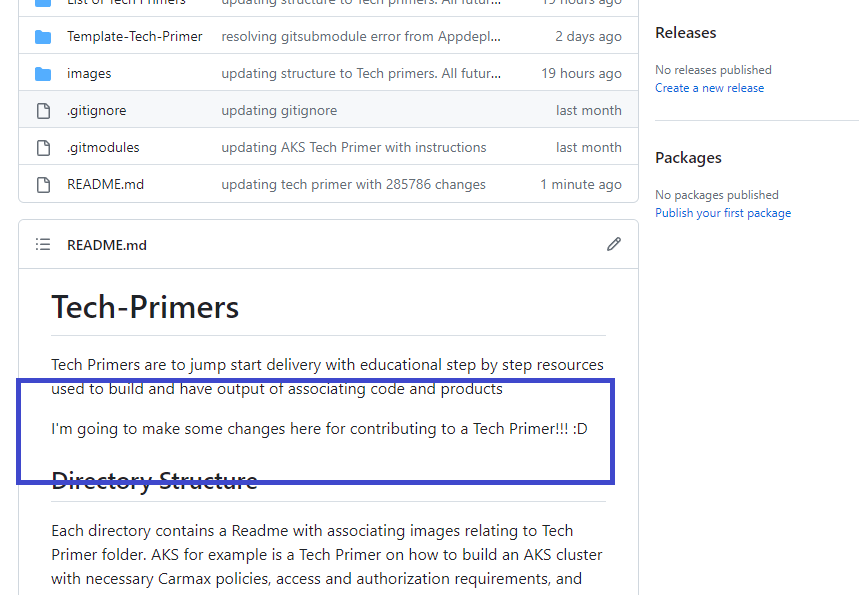 List of Tech Primers updating structure to Tech primers. All futur... 19 hours ago
Template-Tech-Primer resolving gitsubmodule error from Appdepl... 2 days ago
images updating structure to Tech primers. All futur... 19 hours ago
.gitignore updating gitignore last month
.gitmodules updating AKS Tech Primer with instructions last month
README.md updating tech primer with 285786 changes 1 minute ago
README.md
Tech-Primers
Tech Primers are to jump start delivery with educational step by step resources
used to build and have output of associating code and products
I'm going to make some changes here for contributing to a Tech Primer!!! :D
Directory Structure
Each directory contains a Readme with associating images relating to Tech
Primer folder. AKS for example is a Tech Primer on how to build an AKS cluster
with necessary Carmax policies, access and authorization requirements, and
Releases
No releases published
Create a new release
Packages
No packages published
Publish your first package